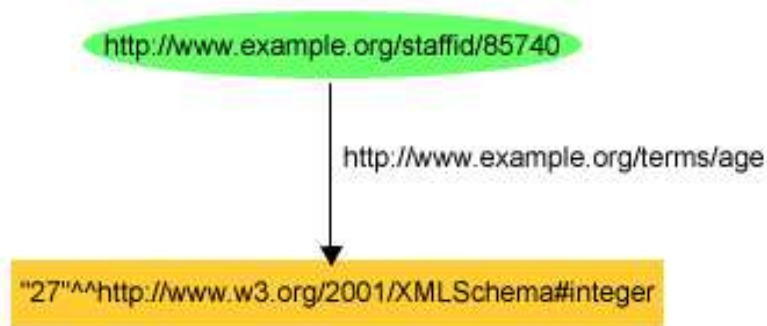 http://www.example.org/staffid/85740
http://www.example.org/terms/age
"27"^^http://www.w3.org/2001/XMLSchema#integer